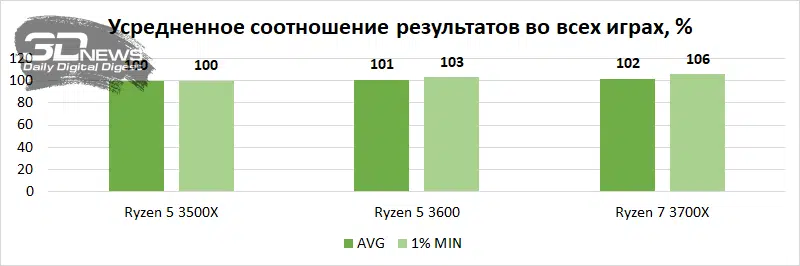 Усредненное соотношение результатов во всех играх, %
3DNEWS
Daily Digital Digest
120
100
80
60
40
20
0
100 100 101 103 102 106
Ryzen 5 3500X Ryzen 5 3600 Ryzen 7 3700X
AVG 1% MIN